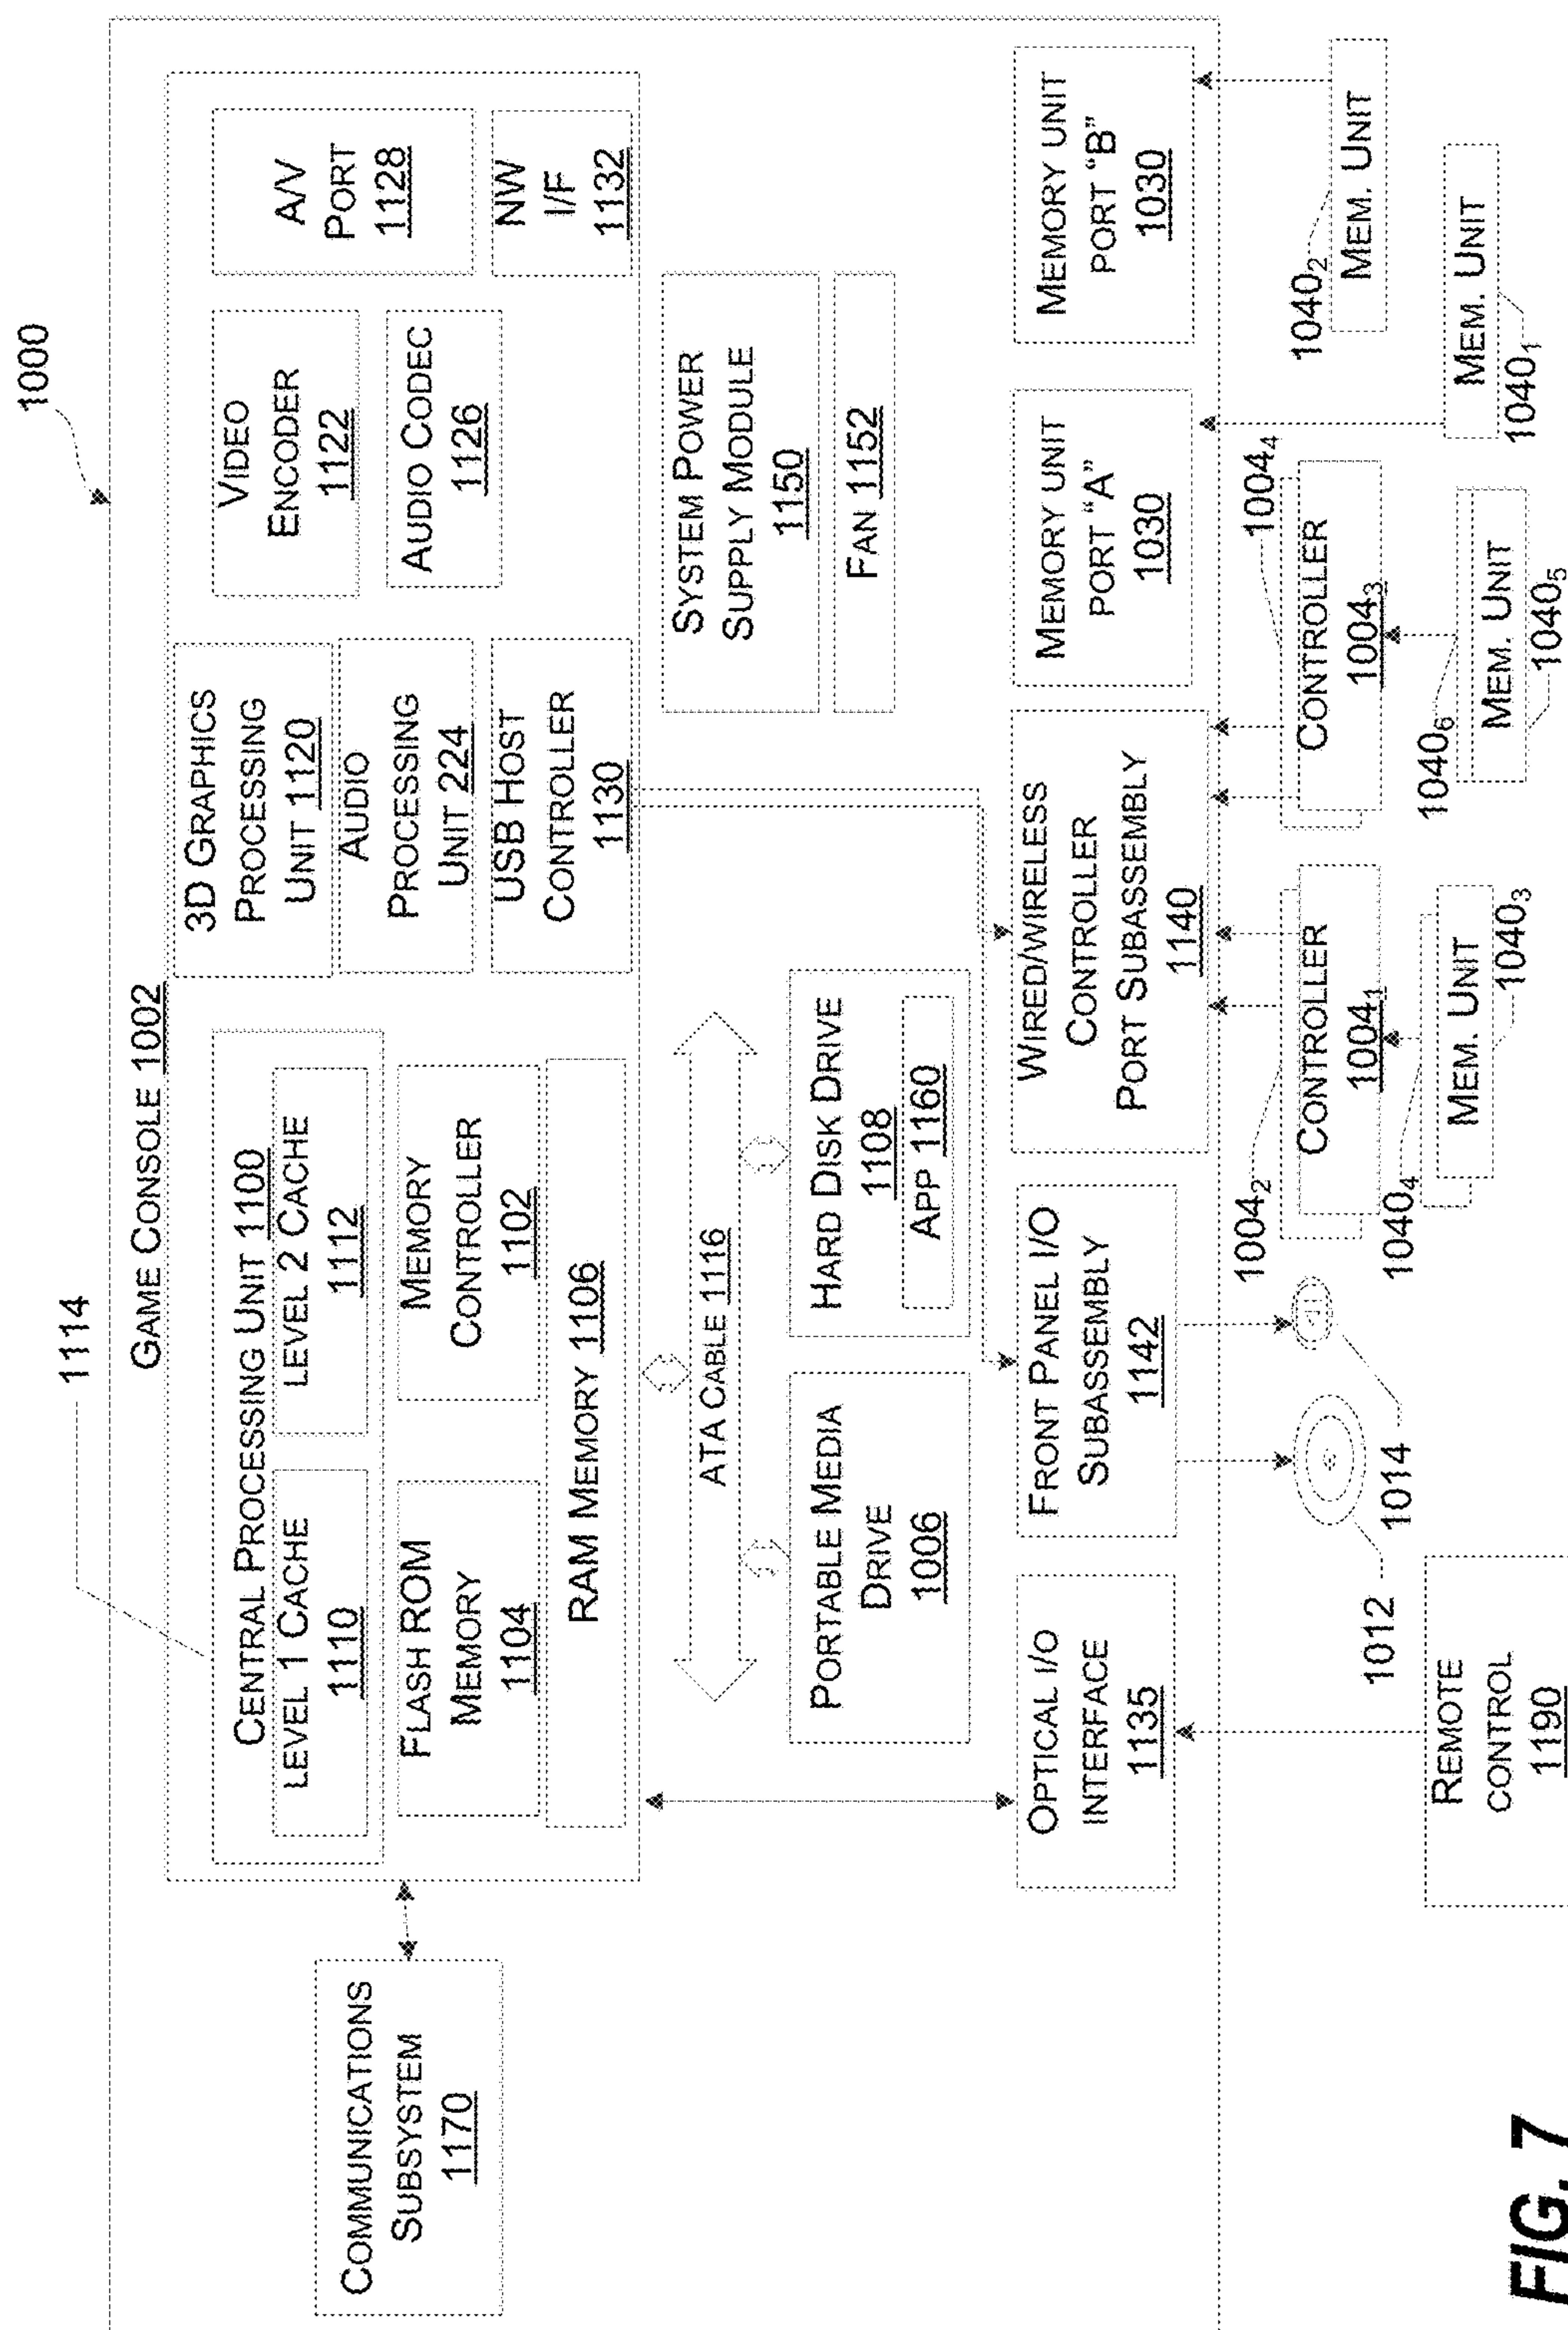 1000
1114
GAME CONSOLE 1002
CENTRAL PROCESSING UNIT 1100
LEVEL 1 CACHE
1110
LEVEL 2 CACHE
1112
FLASH ROM
MEMORY
1104
MEMORY
CONTROLLER
1102
RAM MEMORY 1106
3D GRAPHICS
PROCESSING
UNIT 1120
AUDIO
PROCESSING
UNIT 224
USB HOST
CONTROLLER
1130
VIDEO
ENCODER
1122
AUDIO CODEC
1126
A/V
PORT
1128
NW
I/F
1132
COMMUNICATIONS
SUBSYSTEM
1170
ATA CABLE 1116
PORTABLE MEDIA
DRIVE
1006
HARD DISK DRIVE
1108
APP 1160
SYSTEM POWER
SUPPLY MODULE
1150
FAN 1152
OPTICAL I/O
INTERFACE
1135
FRONT PANEL I/O
SUBASSEMBLY
1142
WIRED/WIRELESS
CONTROLLER
PORT SUBASSEMBLY
1140
MEMORY UNIT
PORT "A"
1030
MEMORY UNIT
PORT "B"
1030
REMOTE
CONTROL
1190
1012
1014
1004₂
CONTROLLER
1004₁
1040₄
MEM. UNIT
1040₃
1004₄
CONTROLLER
1004₃
1040₆
MEM. UNIT
1040₅
1040₂
MEM. UNIT
MEM. UNIT
1040₁
FIG. 7